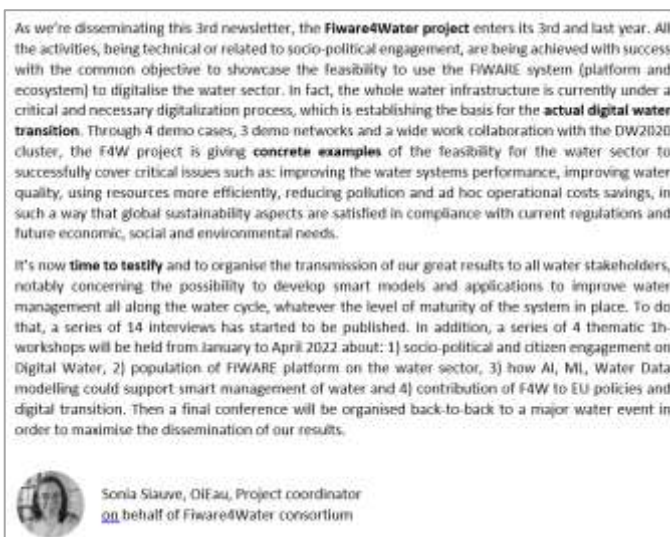 As we're disseminating this 3rd newsletter, the Fiware4Water project enters its 3rd and last year. All
the activities, being technical or related to socio-political engagement, are being achieved with success
with the common objective to showcase the feasibility to use the FIWARE system (platform and
ecosystem) to digitalise the water sector. In fact, the whole water infrastructure is currently under a
critical and necessary digitalization process, which is establishing the basis for the actual digital water
transition. Through 4 demo cases, 3 demo networks and a wide work collaboration with the DW2020
cluster, the F4W project is giving concrete examples of the feasibility for the water sector to
successfully cover critical issues such as: improving the water systems performance, improving water
quality, using resources more efficiently, reducing pollution and ad hoc operational costs savings, in
such a way that global sustainability aspects are satisfied in compliance with current regulations and
future economic, social and environmental needs.
It's now time to testify and to organise the transmission of our great results to all water stakeholders,
notably concerning the possibility to develop smart models and applications to improve water
management all along the water cycle, whatever the level of maturity of the system in place. To do
that, a series of 14 interviews has started to be published. In addition, a series of 4 thematic 1h-
workshops will be held from January to April 2022 about: 1) socio-political and citizen engagement on
Digital Water, 2) population of FIWARE platform on the water sector, 3) how AI, ML, Water Data
modelling could support smart management of water and 4) contribution of F4W to EU policies and
digital transition. Then a final conference will be organised back-to-back to a major water event in
order to maximise the dissemination of our results.
Sonia Siauve, OiEau, Project coordinator
on behalf of Fiware4Water consortium